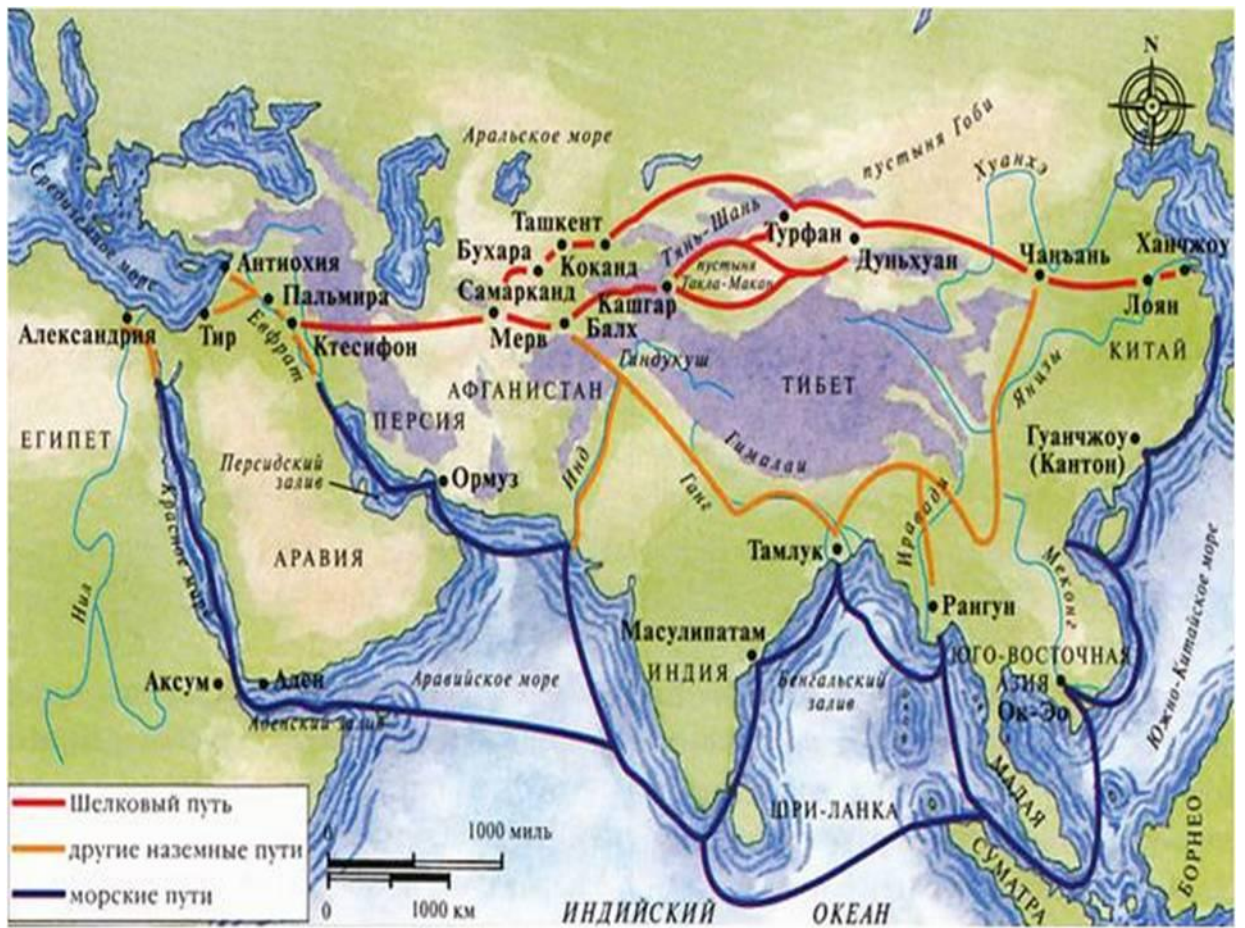 N
Аральское море
пустыня Гоби
Хуанхэ
Средиземное море
Ташкент
Тянь-Шань
Турфан
Бухара
Коканд
Дуньхуан
Чанъань
Ханчжоу
Антиохия
пустыня
Такла-Макан
Самарканд
Кашгар
Пальмира
Лоян
Александрия
Тир
Евфрат
Ктесифон
Мерв
Балх
Гиндукуш
КИТАЙ
АФГАНИСТАН
ТИБЕТ
Янцзы
ПЕРСИЯ
ЕГИПЕТ
Гуанчжоу
(Кантон)
Персидский
залив
Ормуз
Инд
Ганг
Гималаи
Красное море
АРАВИЯ
Тамлук
Иравади
Меконг
Южно-Китайское море
Нил
Рангун
Масулипатам
ИНДИЯ
ЮГО-ВОСТОЧНАЯ
АЗИЯ
Аксум
Аден
Аравийское море
Бенгальский
залив
Ок-Эо
Аденский залив
МАЛАЯ
ШРИ-ЛАНКА
СУМАТРА
БОРНЕО
Шелковый путь
другие наземные пути
морские пути
0
1000 миль
0
1000 км
ИНДИЙСКИЙ ОКЕАН